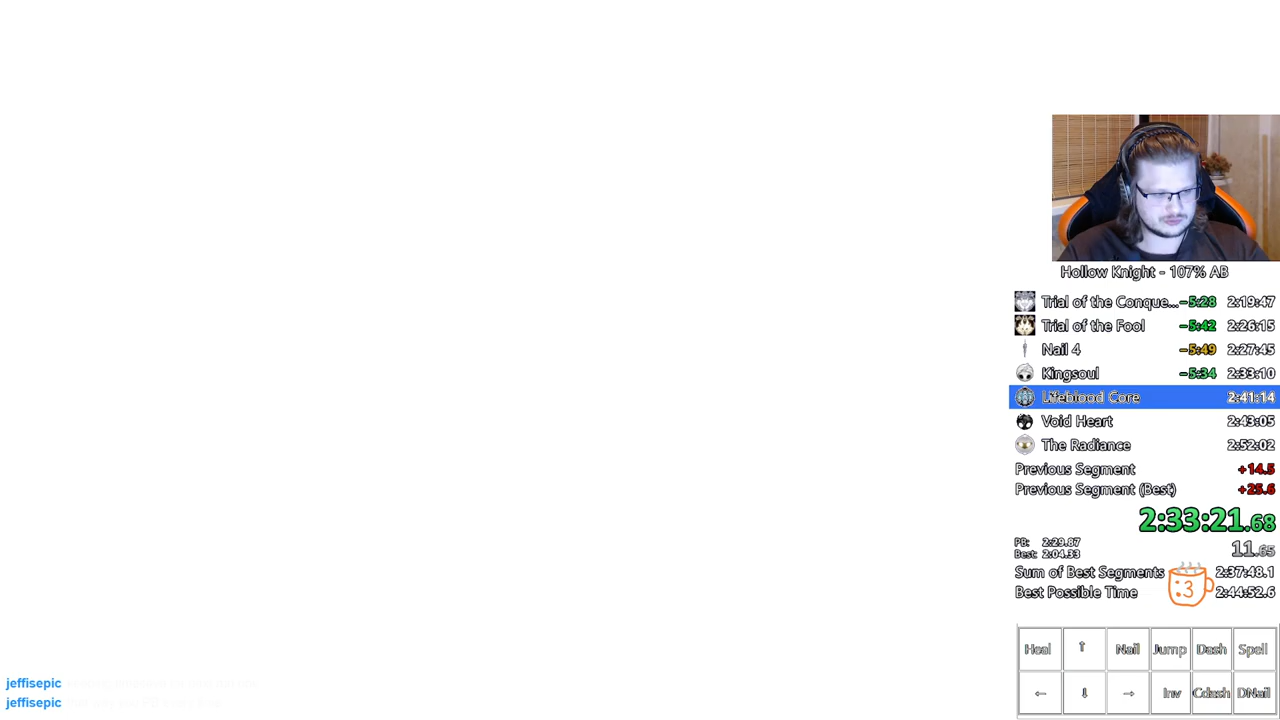 Hollow Knight - 107% AB
Trial of the Conque... -5:28 2:19:47
Trial of the Fool -5:42 2:26:15
Nail 4 -5:49 2:27:45
Kingsoul -5:34 2:33:10
Lifeblood Core 2:41:14
Void Heart 2:43:05
The Radiance 2:52:02
Previous Segment +14.5
Previous Segment (Best) +25.6
2:33:21.68
PB: 2:29.87
Best: 2:04.33
11.65
Sum of Best Segments 2:37:48.1
Best Possible Time 2:44:52.6
:3
Heal ↑ Nail Jump Dash Spell
← ↓ → Inv Cdash DNail
jeffisepic
jeffisepic